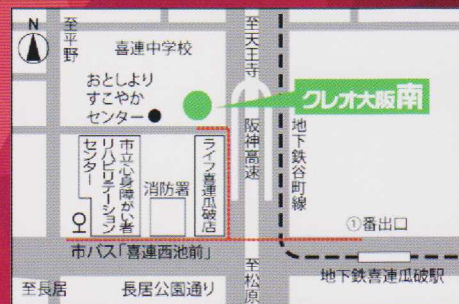 N
至平野
喜連中学校
至天王寺
おとしより
すこやか
センター
クレオ大阪南
阪神高速
地下鉄谷町線
市立心身障がい者
リハビリテーション
センター
消防署
ライフ喜連瓜破店
①番出口
市バス「喜連西池前」
地下鉄喜連瓜破駅
至長居
長居公園通り
至松原